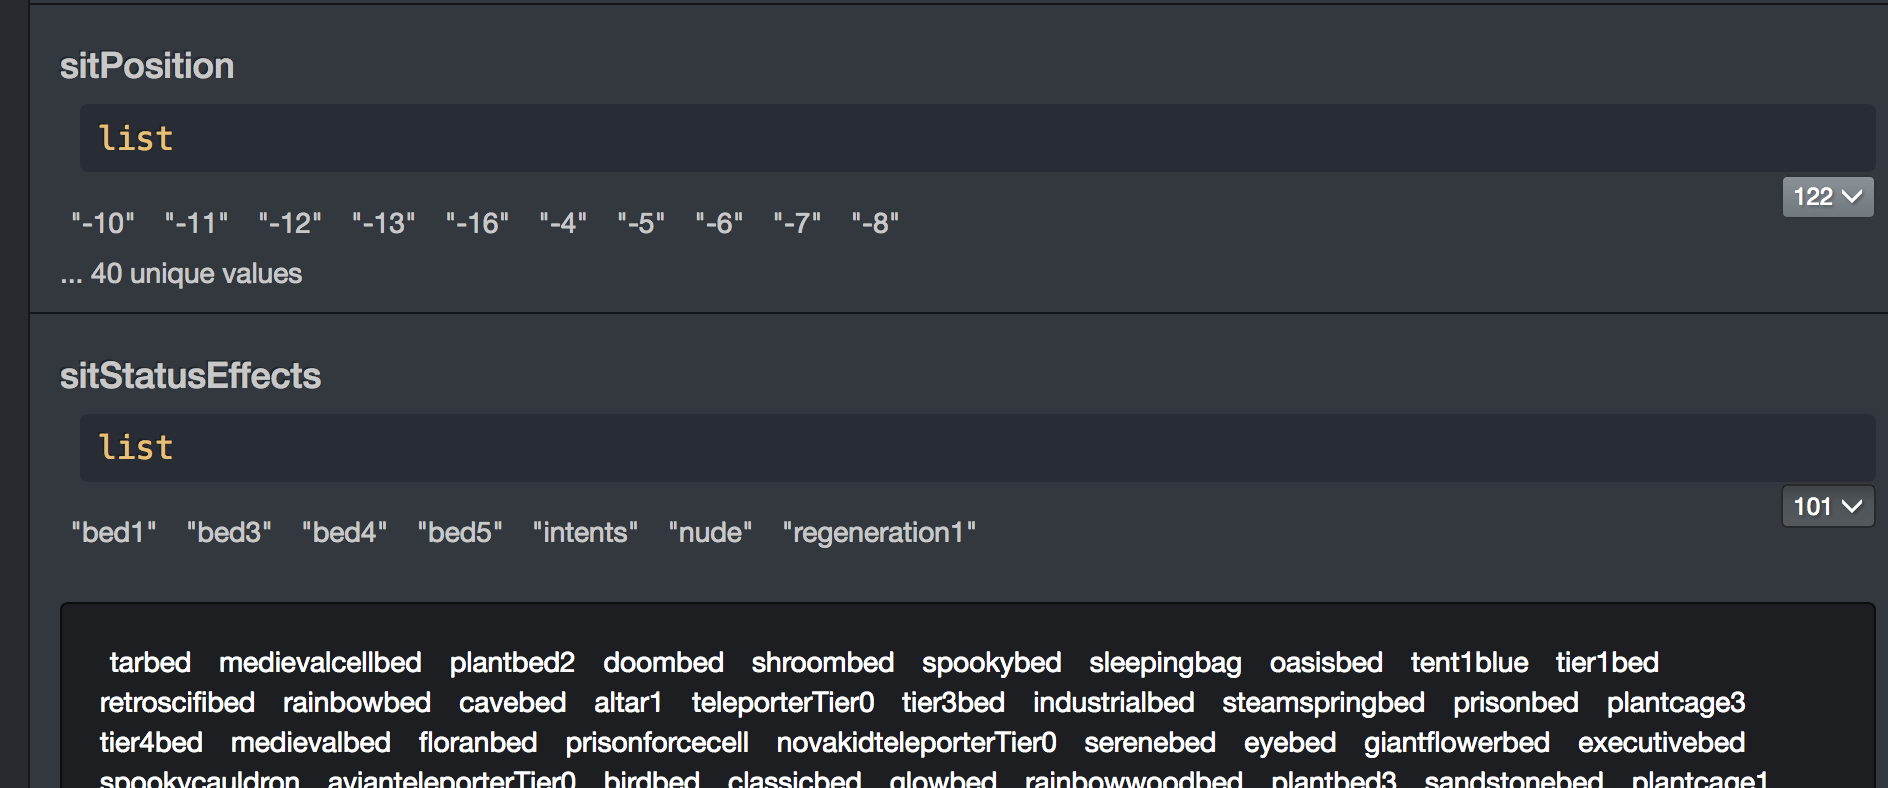 sitPosition
list
122
"-10" "-11" "-12" "-13" "-16" "-4" "-5" "-6" "-7" "-8"
... 40 unique values
sitStatusEffects
list
101
"bed1" "bed3" "bed4" "bed5" "intents" "nude" "regeneration1"
tarbed medievalcellbed plantbed2 doombed shroombed spookybed sleepingbag oasisbed tent1blue tier1bed
retroscifibed rainbowbed cavebed altar1 teleporterTier0 tier3bed industrialbed steamspringbed prisonbed plantcage3
tier4bed medievalbed floranbed prisonforcecell novakidteleporterTier0 serenebed eyebed giantflowerbed executivebed
spookycauldron avianteleporterTier0 birdbed classicbed glowbed rainbowwoodbed plantbed3 sandstonebed plantcage1